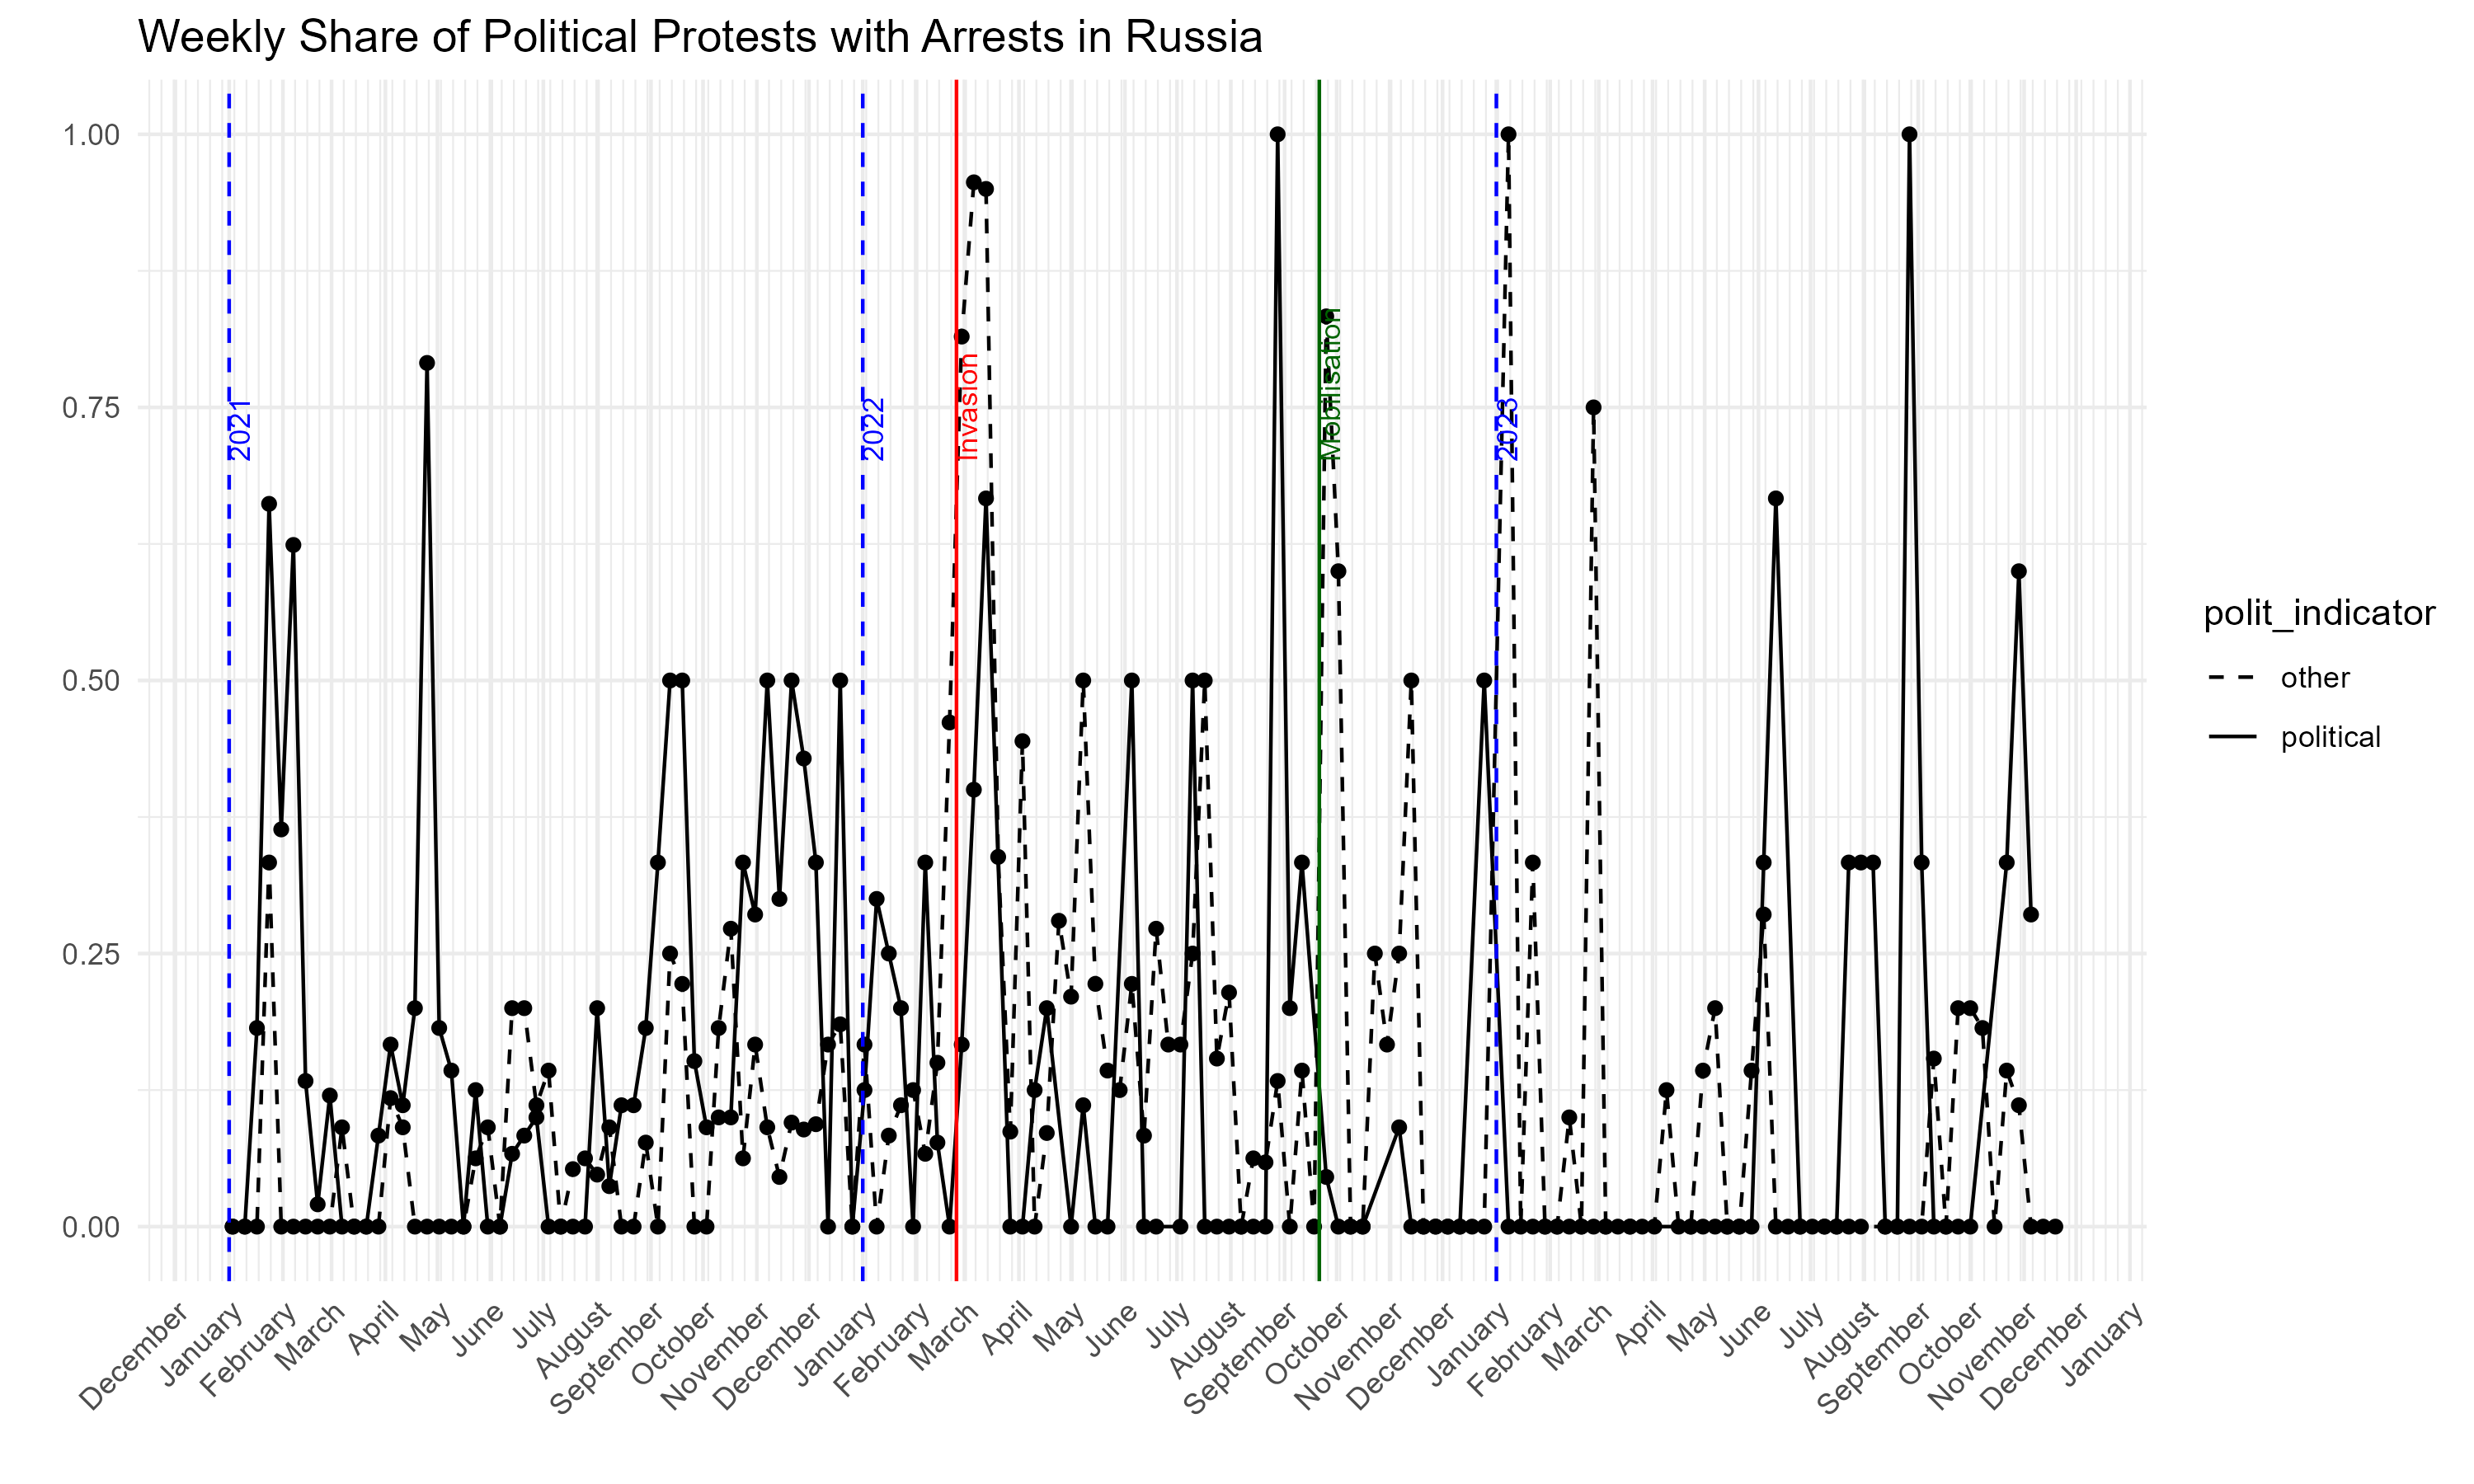 Weekly Share of Political Protests with Arrests in Russia
1.00
0.75
0.50
0.25
0.00
2021
2022
Invasion
Mobilisation
2023
polit_indicator
other
political
December
January
February
March
April
May
June
July
August
September
October
November
December
January
February
March
April
May
June
July
August
September
October
November
December
January
February
March
April
May
June
July
August
September
October
November
December
January